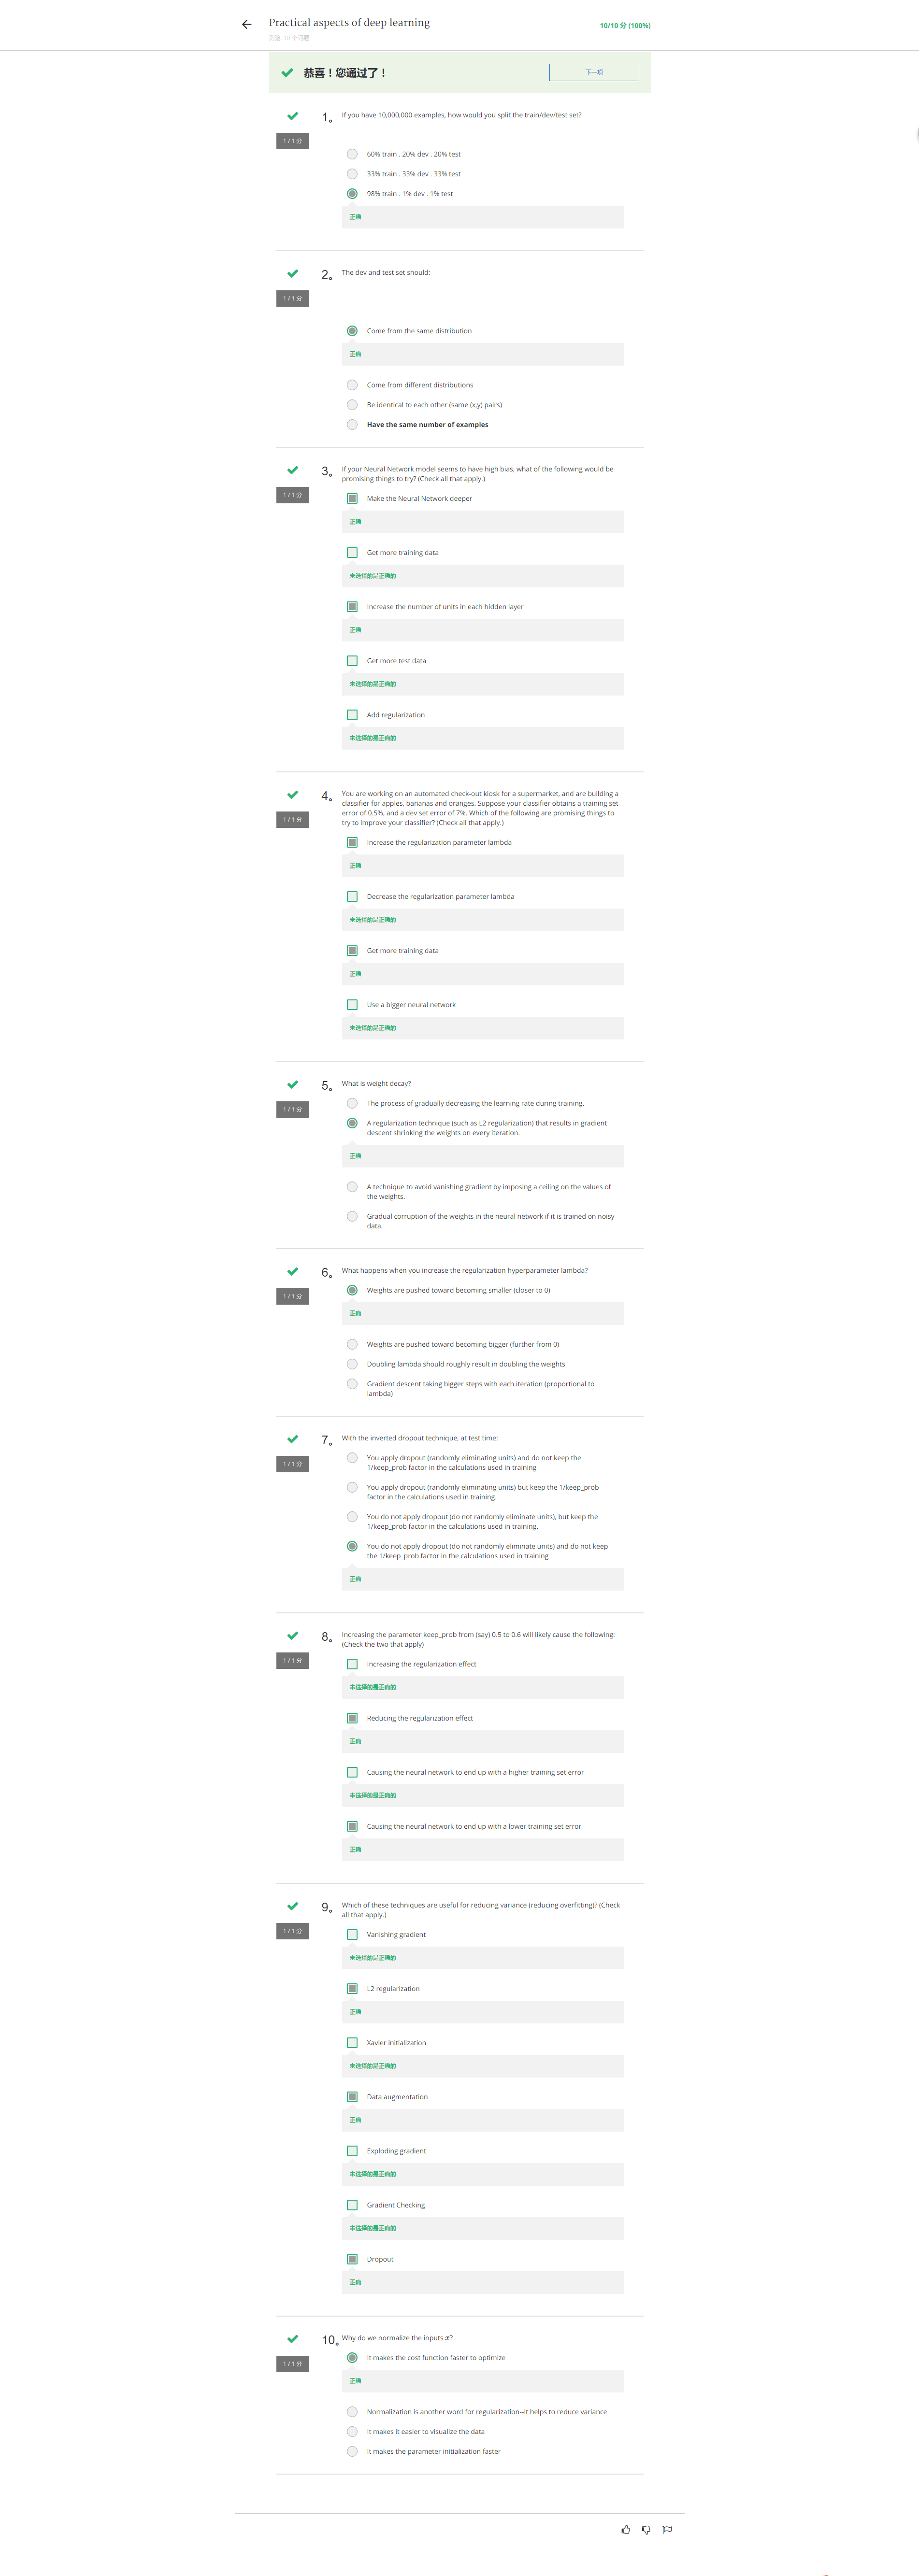 Practical aspects of deep learning
10/10 分 (100%)
测验, 10 个问题
恭喜！您通过了！
下一项
1 / 1 分
1。
If you have 10,000,000 examples, how would you split the train/dev/test set?
60% train . 20% dev . 20% test
33% train . 33% dev . 33% test
98% train . 1% dev . 1% test
正确
1 / 1 分
2。
The dev and test set should:
Come from the same distribution
正确
Come from different distributions
Be identical to each other (same (x,y) pairs)
Have the same number of examples
1 / 1 分
3。
If your Neural Network model seems to have high bias, what of the following would be
promising things to try? (Check all that apply.)
Make the Neural Network deeper
正确
Get more training data
未选择的是正确的
Increase the number of units in each hidden layer
正确
Get more test data
未选择的是正确的
Add regularization
未选择的是正确的
1 / 1 分
4。
You are working on an automated check-out kiosk for a supermarket, and are building a
classifier for apples, bananas and oranges. Suppose your classifier obtains a training set
error of 0.5%, and a dev set error of 7%. Which of the following are promising things to
try to improve your classifier? (Check all that apply.)
Increase the regularization parameter lambda
正确
Decrease the regularization parameter lambda
未选择的是正确的
Get more training data
正确
Use a bigger neural network
未选择的是正确的
1 / 1 分
5。
What is weight decay?
The process of gradually decreasing the learning rate during training.
A regularization technique (such as L2 regularization) that results in gradient
descent shrinking the weights on every iteration.
正确
A technique to avoid vanishing gradient by imposing a ceiling on the values of
the weights.
Gradual corruption of the weights in the neural network if it is trained on noisy
data.
1 / 1 分
6。
What happens when you increase the regularization hyperparameter lambda?
Weights are pushed toward becoming smaller (closer to 0)
正确
Weights are pushed toward becoming bigger (further from 0)
Doubling lambda should roughly result in doubling the weights
Gradient descent taking bigger steps with each iteration (proportional to
lambda)
1 / 1 分
7。
With the inverted dropout technique, at test time:
You apply dropout (randomly eliminating units) and do not keep the
1/keep_prob factor in the calculations used in training
You apply dropout (randomly eliminating units) but keep the 1/keep_prob
factor in the calculations used in training.
You do not apply dropout (do not randomly eliminate units), but keep the
1/keep_prob factor in the calculations used in training.
You do not apply dropout (do not randomly eliminate units) and do not keep
the 1/keep_prob factor in the calculations used in training
正确
1 / 1 分
8。
Increasing the parameter keep_prob from (say) 0.5 to 0.6 will likely cause the following:
(Check the two that apply)
Increasing the regularization effect
未选择的是正确的
Reducing the regularization effect
正确
Causing the neural network to end up with a higher training set error
未选择的是正确的
Causing the neural network to end up with a lower training set error
正确
1 / 1 分
9。
Which of these techniques are useful for reducing variance (reducing overfitting)? (Check
all that apply.)
Vanishing gradient
未选择的是正确的
L2 regularization
正确
Xavier initialization
未选择的是正确的
Data augmentation
正确
Exploding gradient
未选择的是正确的
Gradient Checking
未选择的是正确的
Dropout
正确
1 / 1 分
10。
Why do we normalize the inputs x?
It makes the cost function faster to optimize
正确
Normalization is another word for regularization--It helps to reduce variance
It makes it easier to visualize the data
It makes the parameter initialization faster